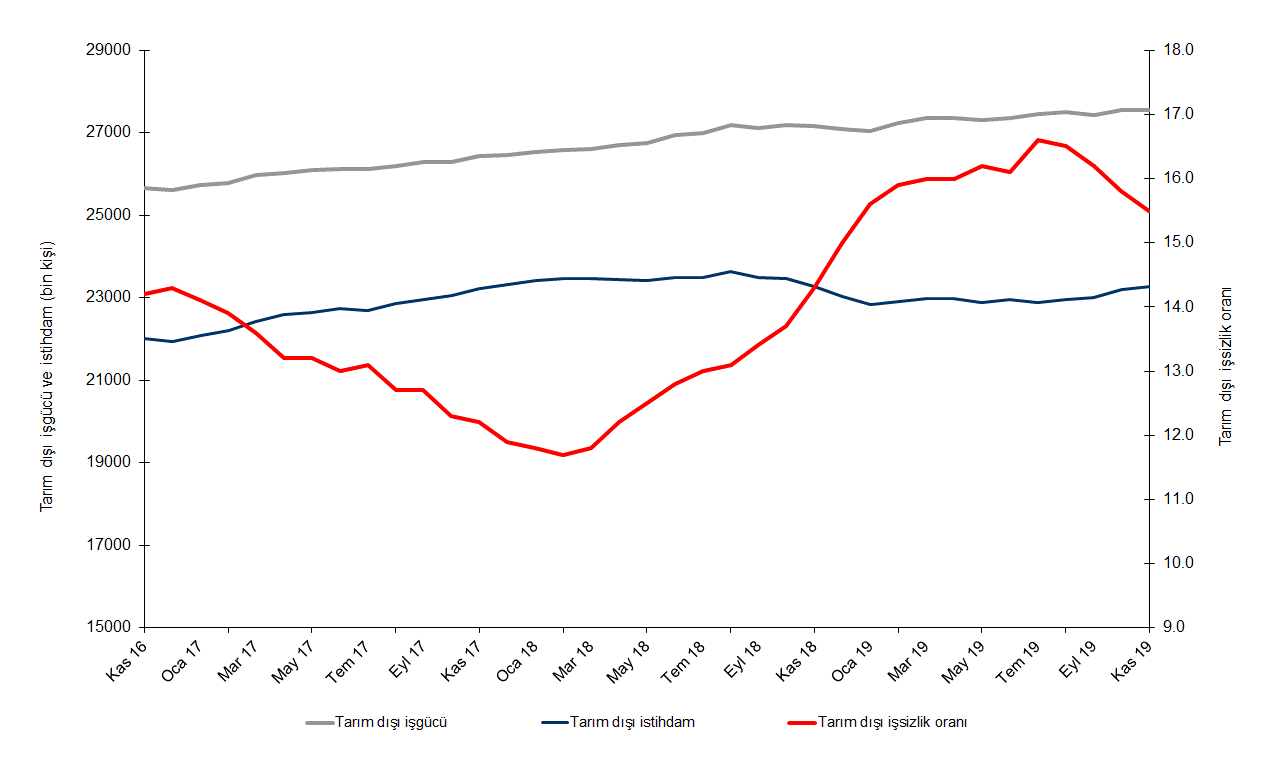 29000
27000
25000
23000
21000
19000
17000
15000
Tarım dışı işgücü ve istihdam (bin kişi)
18.0
17.0
16.0
15.0
14.0
13.0
12.0
11.0
10.0
9.0
Tarım dışı işsizlik oranı
Kas 16
Oca 17
Mar 17
May 17
Tem 17
Eyl 17
Kas 17
Oca 18
Mar 18
May 18
Tem 18
Eyl 18
Kas 18
Oca 19
Mar 19
May 19
Tem 19
Eyl 19
Kas 19
Tarım dışı işgücü
Tarım dışı istihdam
Tarım dışı işsizlik oranı